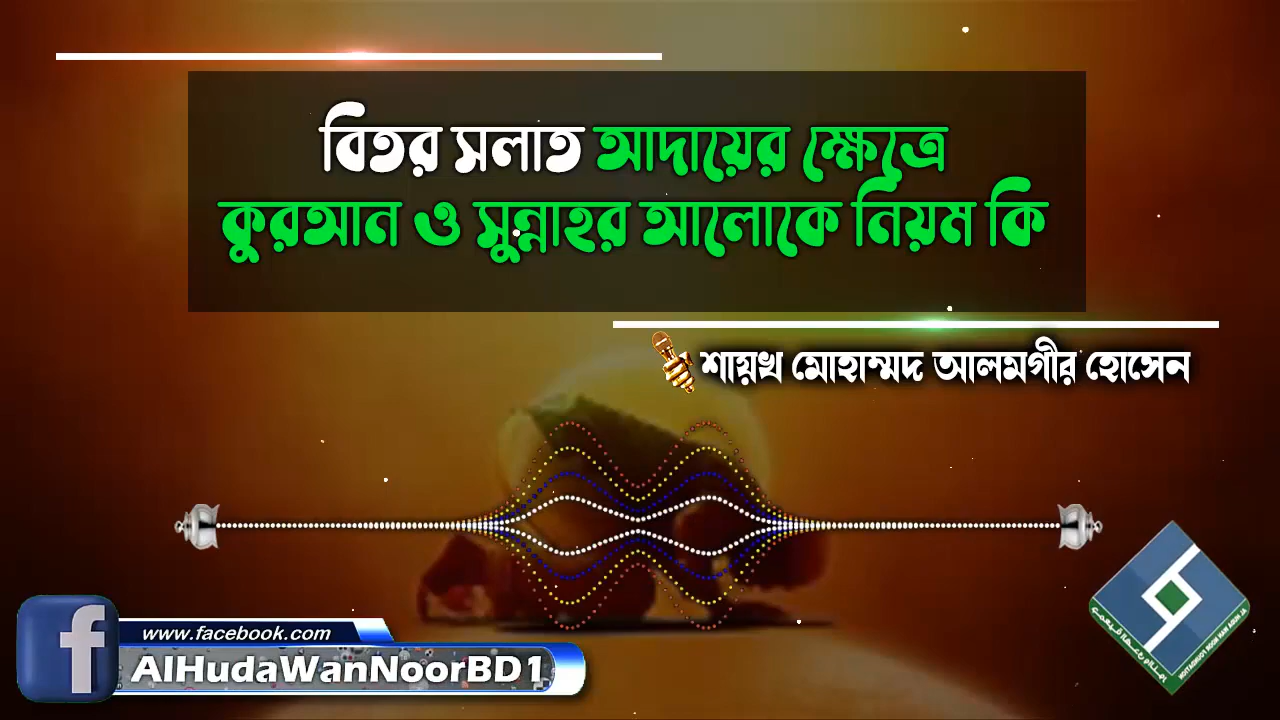 বিতর সলাত আদায়ের ক্ষেত্রে
কুরআন ও সুন্নাহর আলোকে নিয়ম কি
শায়খ মোহাম্মদ আলমগীর হোসেন
www.facebook.com
AlHudaWanNoorBD1